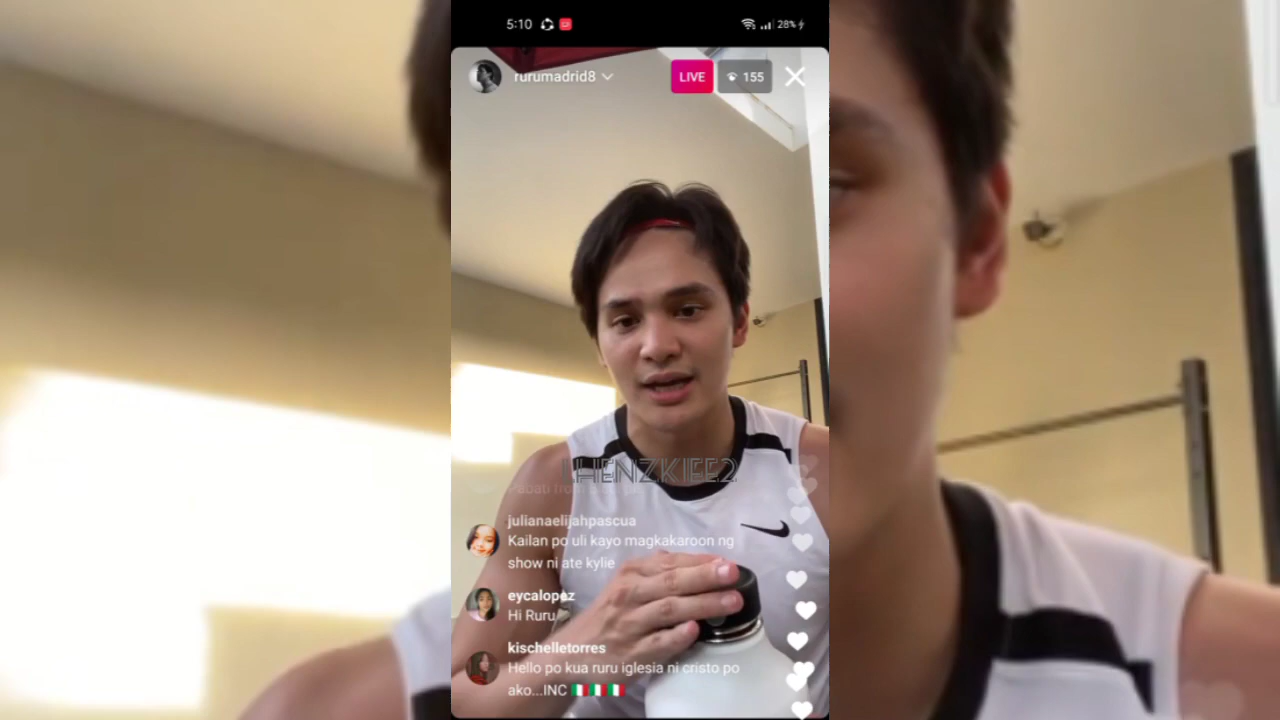 5:10
28%
rurumadrid8
LIVE
155
LHENZKIEE2
julianaelijahpascua
Kailan po uli kayo magkakaroon ng
show ni ate kylie
eycalopez
Hi Ruru
kischelletorres
Hello po kua ruru iglesia ni cristo po
ako...INC 🇮🇹🇮🇹🇮🇹